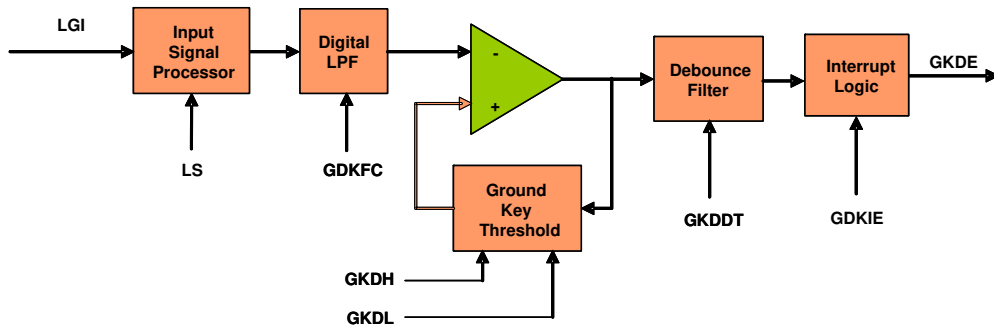 LGI
Input
Signal
Processor
Digital
LPF
-
+
Debounce
Filter
Interrupt
Logic
GKDE
LS
GDKFC
Ground
Key
Threshold
GKDDT
GDKIE
GKDH
GKDL